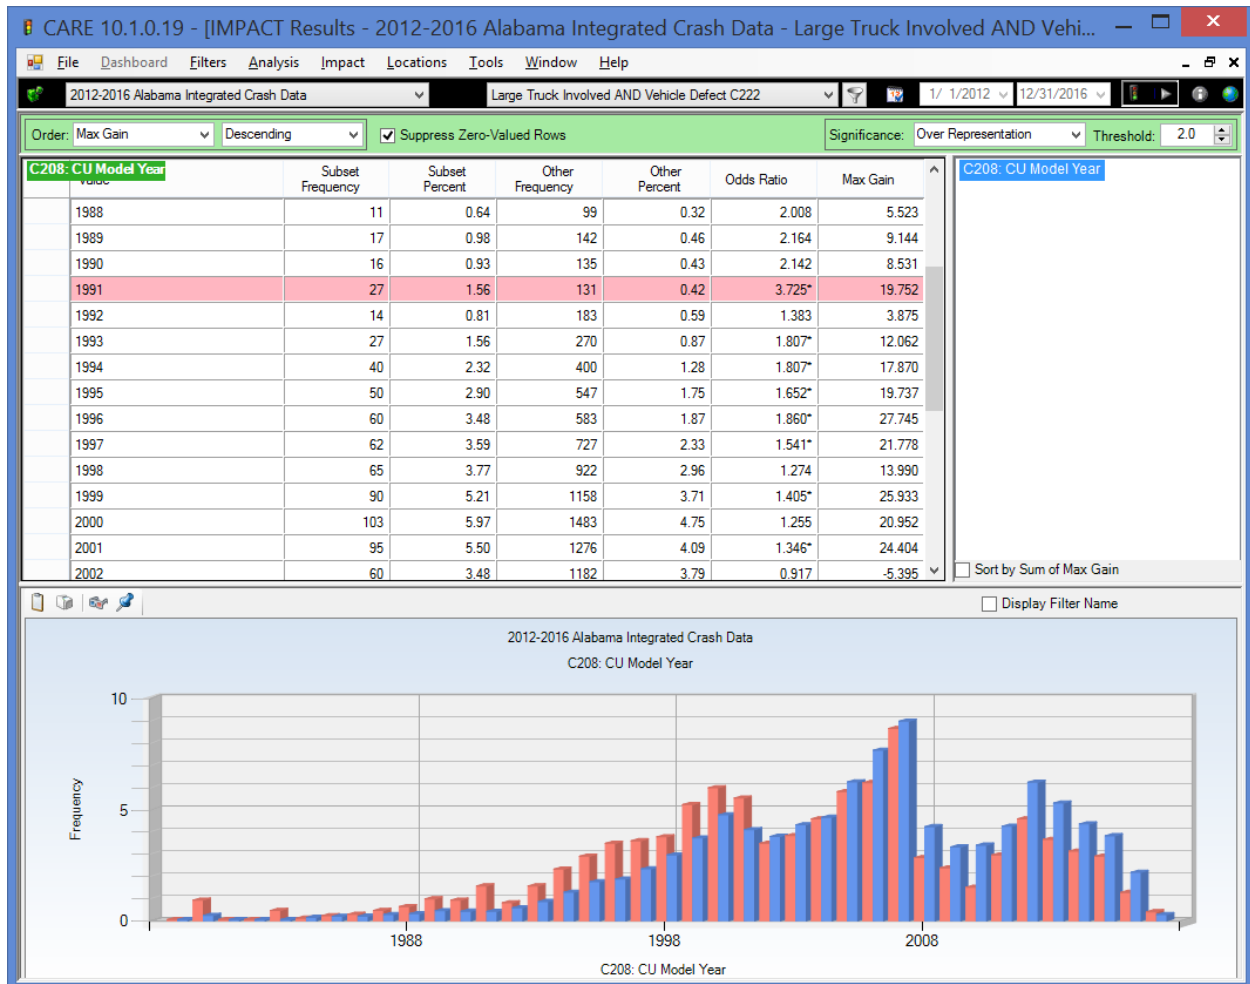 CARE 10.1.0.19 - [IMPACT Results - 2012-2016 Alabama Integrated Crash Data - Large Truck Involved AND Vehi...
File Dashboard Filters Analysis Impact Locations Tools Window Help
2012-2016 Alabama Integrated Crash Data Large Truck Involved AND Vehicle Defect C222 1/ 1/2012 12/31/2016
Order: Max Gain Descending Suppress Zero-Valued Rows Significance: Over Representation Threshold: 2.0
C208: CU Model Year Subset Frequency Subset Percent Other Frequency Other Percent Odds Ratio Max Gain C208: CU Model Year
1988 11 0.64 99 0.32 2.008 5.523
1989 17 0.98 142 0.46 2.164 9.144
1990 16 0.93 135 0.43 2.142 8.531
1991 27 1.56 131 0.42 3.725* 19.752
1992 14 0.81 183 0.59 1.383 3.875
1993 27 1.56 270 0.87 1.807* 12.062
1994 40 2.32 400 1.28 1.807* 17.870
1995 50 2.90 547 1.75 1.652* 19.737
1996 60 3.48 583 1.87 1.860* 27.745
1997 62 3.59 727 2.33 1.541* 21.778
1998 65 3.77 922 2.96 1.274 13.990
1999 90 5.21 1158 3.71 1.405* 25.933
2000 103 5.97 1483 4.75 1.255 20.952
2001 95 5.50 1276 4.09 1.346* 24.404
2002 60 3.48 1182 3.79 0.917 -5.395
Sort by Sum of Max Gain
Display Filter Name
2012-2016 Alabama Integrated Crash Data
C208: CU Model Year
10
Frequency
5
0
1988 1998 2008
C208: CU Model Year